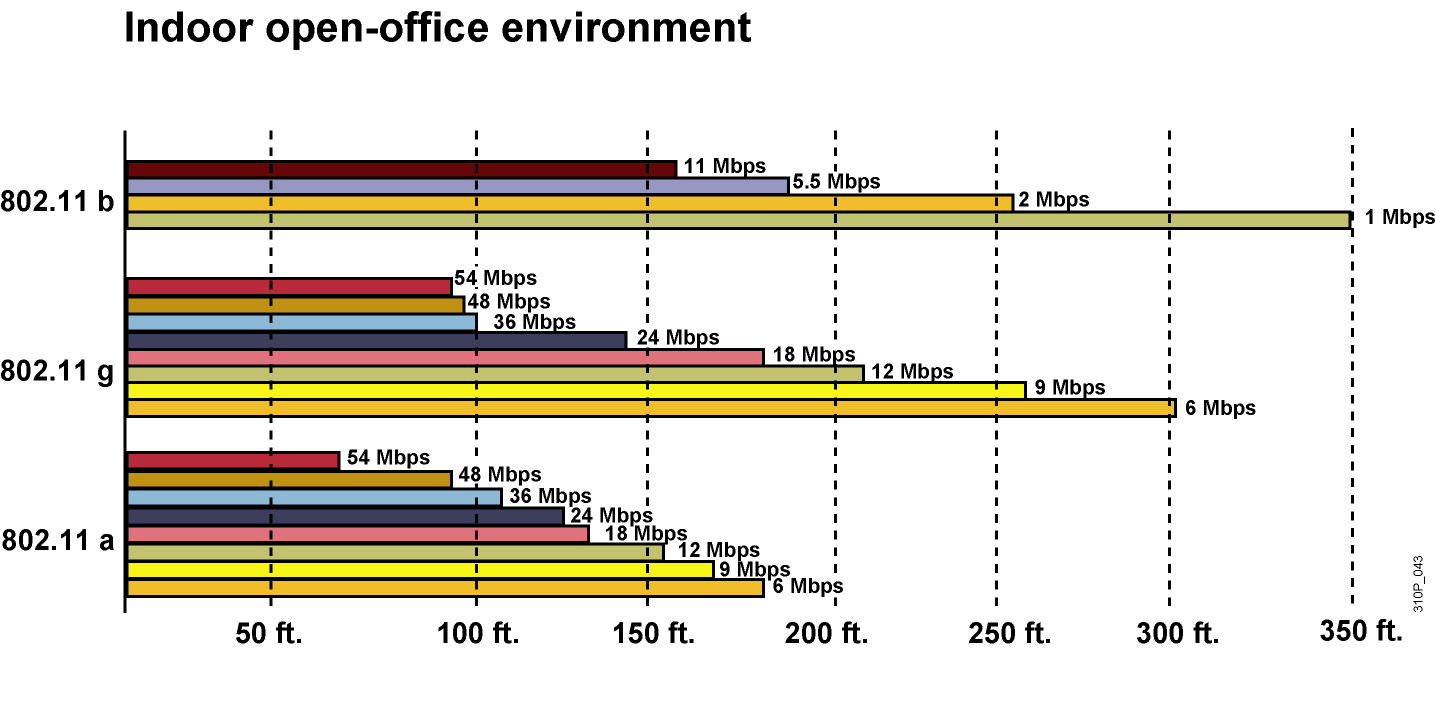 Indoor open-office environment
802.11 b
11 Mbps
5.5 Mbps
2 Mbps
1 Mbps
802.11 g
54 Mbps
48 Mbps
36 Mbps
24 Mbps
18 Mbps
12 Mbps
9 Mbps
6 Mbps
802.11 a
54 Mbps
48 Mbps
36 Mbps
24 Mbps
18 Mbps
12 Mbps
9 Mbps
6 Mbps
50 ft. 100 ft. 150 ft. 200 ft. 250 ft. 300 ft. 350 ft.
310P_043